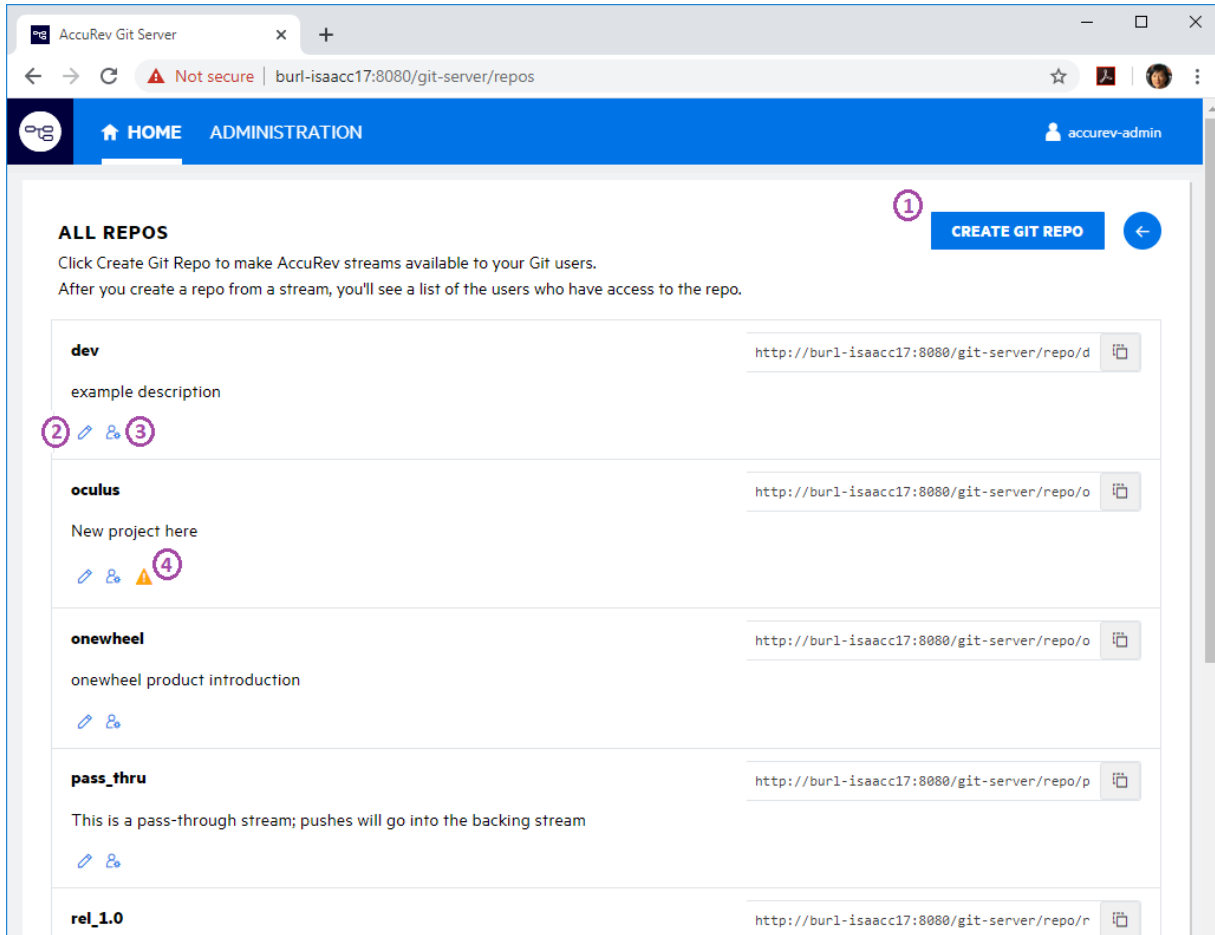 AccuRev Git Server
Not secure | burl-isaacc17:8080/git-server/repos
HOME ADMINISTRATION accurev-admin
1
ALL REPOS CREATE GIT REPO
Click Create Git Repo to make AccuRev streams available to your Git users.
After you create a repo from a stream, you'll see a list of the users who have access to the repo.
dev http://burl-isaacc17:8080/git-server/repo/d
example description
2 3
oculus http://burl-isaacc17:8080/git-server/repo/o
New project here
4
onewheel http://burl-isaacc17:8080/git-server/repo/o
onewheel product introduction
pass_thru http://burl-isaacc17:8080/git-server/repo/p
This is a pass-through stream; pushes will go into the backing stream
rel_1.0 http://burl-isaacc17:8080/git-server/repo/r